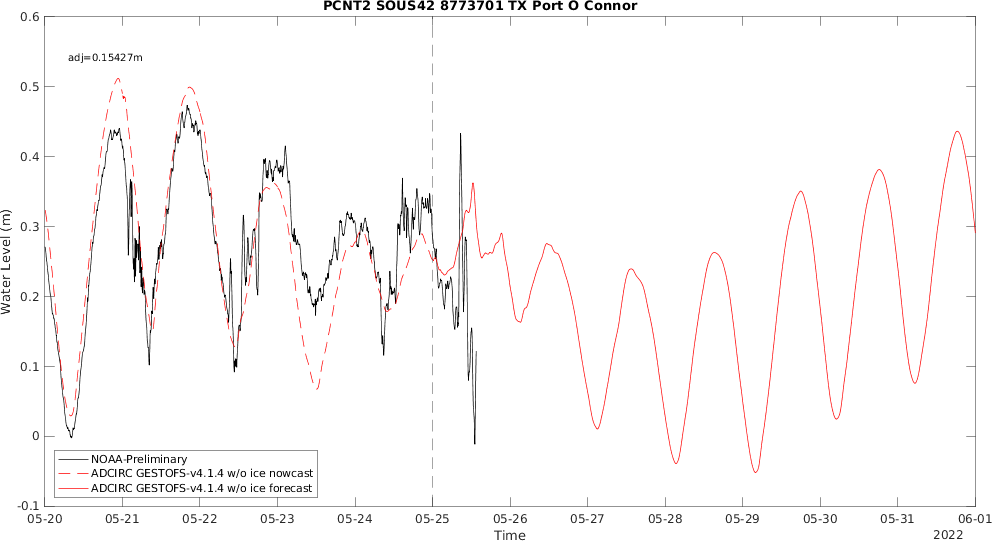 PCNT2 SOUS42 8773701 TX Port O Connor
adj=0.15427m
Water Level (m)
0.6
0.5
0.4
0.3
0.2
0.1
0
-0.1
NOAA-Preliminary
ADCIRC GESTOFS-v4.1.4 w/o ice nowcast
ADCIRC GESTOFS-v4.1.4 w/o ice forecast
05-20 05-21 05-22 05-23 05-24 05-25 05-26 05-27 05-28 05-29 05-30 05-31 06-01
Time
2022